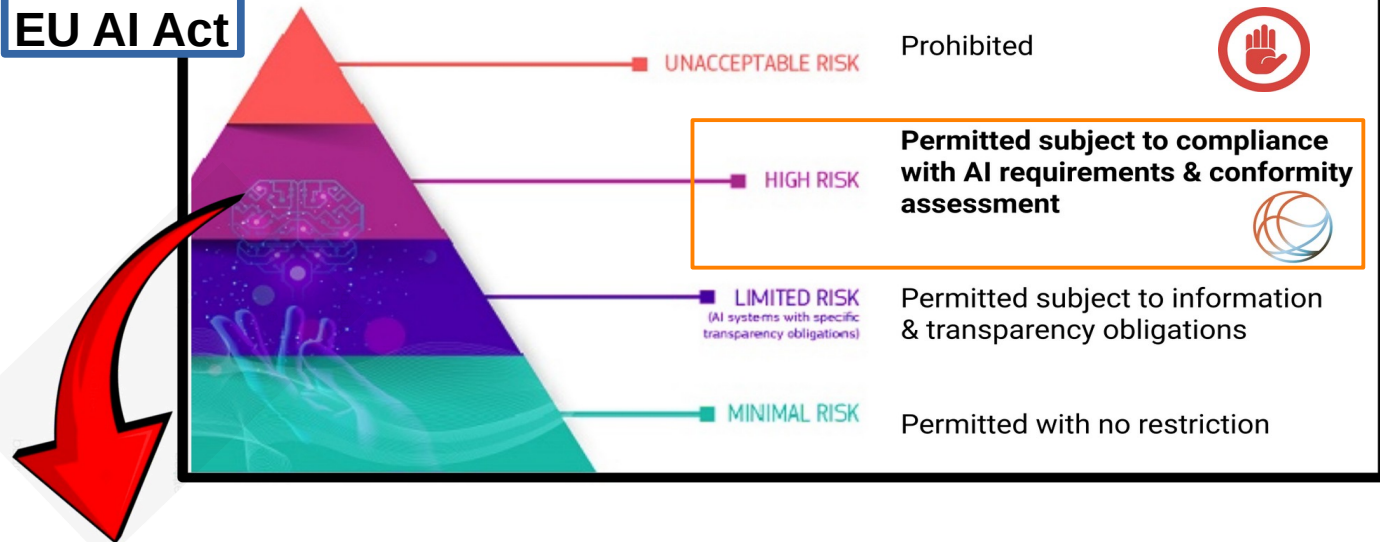 EU AI Act
UNACCEPTABLE RISK
Prohibited
HIGH RISK
Permitted subject to compliance
with AI requirements & conformity
assessment
LIMITED RISK
(AI systems with specific
transparency obligations)
Permitted subject to information
& transparency obligations
MINIMAL RISK
Permitted with no restriction